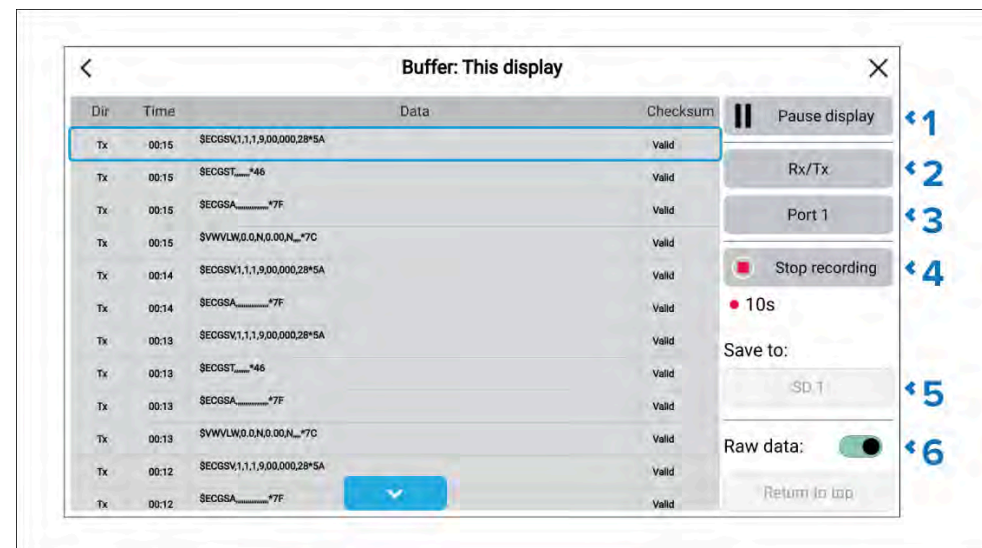 Buffer: This display
Dir Time Data Checksum
Tx 00:15 $ECGSV,1,1,1,9,00,000,28*5A Valid
Tx 00:15 $ECGST,,,,,,,*46 Valid
Tx 00:15 $ECGSA,,,,,,,,,,,,,,,,*7F Valid
Tx 00:15 $VWVLW,0.0,N,0.00,N,,,,*7C Valid
Tx 00:14 $ECGSV,1,1,1,9,00,000,28*5A Valid
Tx 00:14 $ECGSA,,,,,,,,,,,,,,,,*7F Valid
Tx 00:13 $ECGSV,1,1,1,9,00,000,28*5A Valid
Tx 00:13 $ECGST,,,,,,,*46 Valid
Tx 00:13 $ECGSA,,,,,,,,,,,,,,,,*7F Valid
Tx 00:13 $VWVLW,0.0,N,0.00,N,,,,*7C Valid
Tx 00:12 $ECGSV,1,1,1,9,00,000,28*5A Valid
Tx 00:12 $ECGSA,,,,,,,,,,,,,,,,*7F Valid
Pause display 1
Rx/Tx 2
Port 1 3
Stop recording 4
10s
Save to:
SD 1 5
Raw data: 6
Return to top